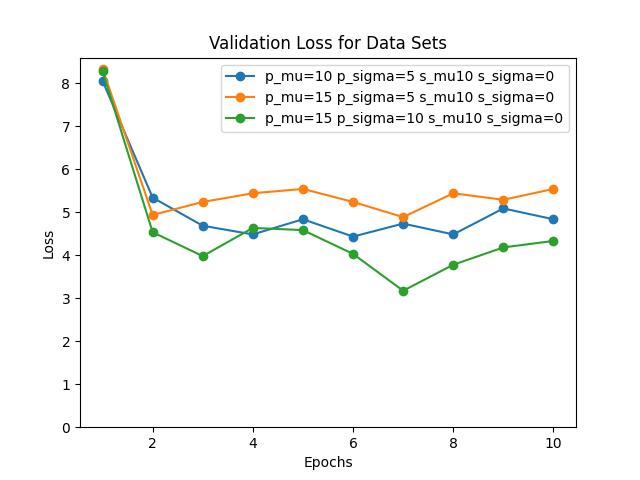 Validation Loss for Data Sets
p_mu=10 p_sigma=5 s_mu10 s_sigma=0
p_mu=15 p_sigma=5 s_mu10 s_sigma=0
p_mu=15 p_sigma=10 s_mu10 s_sigma=0
8
7
6
5
4
3
2
1
0
Loss
2 4 6 8 10
Epochs